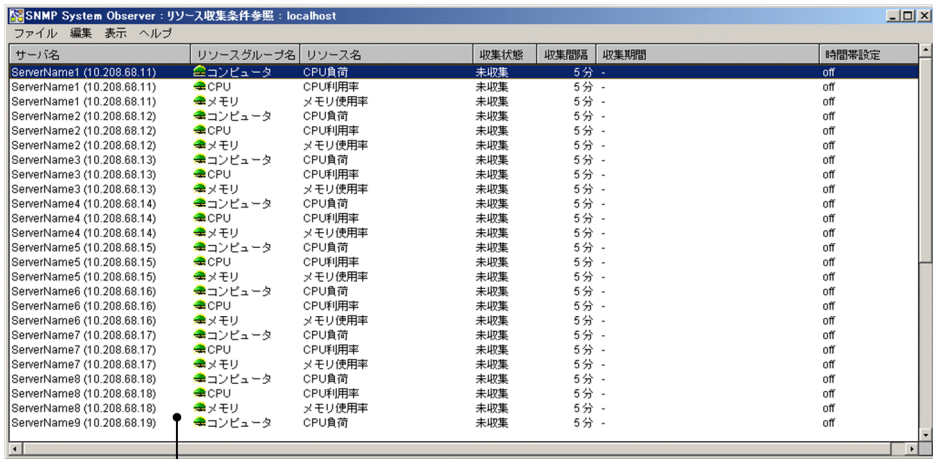 SNMP System Observer : リソース収集条件参照 : localhost
ファイル 編集 表示 ヘルプ
サーバ名 リソースグループ名 リソース名 収集状態 収集間隔 収集期間 時間帯設定
ServerName1 (10.208.68.11) コンピュータ CPU負荷 未収集 5分 - off
ServerName1 (10.208.68.11) CPU CPU利用率 未収集 5分 - off
ServerName1 (10.208.68.11) メモリ メモリ使用率 未収集 5分 - off
ServerName2 (10.208.68.12) コンピュータ CPU負荷 未収集 5分 - off
ServerName2 (10.208.68.12) CPU CPU利用率 未収集 5分 - off
ServerName2 (10.208.68.12) メモリ メモリ使用率 未収集 5分 - off
ServerName3 (10.208.68.13) コンピュータ CPU負荷 未収集 5分 - off
ServerName3 (10.208.68.13) CPU CPU利用率 未収集 5分 - off
ServerName3 (10.208.68.13) メモリ メモリ使用率 未収集 5分 - off
ServerName4 (10.208.68.14) コンピュータ CPU負荷 未収集 5分 - off
ServerName4 (10.208.68.14) CPU CPU利用率 未収集 5分 - off
ServerName4 (10.208.68.14) メモリ メモリ使用率 未収集 5分 - off
ServerName5 (10.208.68.15) コンピュータ CPU負荷 未収集 5分 - off
ServerName5 (10.208.68.15) CPU CPU利用率 未収集 5分 - off
ServerName5 (10.208.68.15) メモリ メモリ使用率 未収集 5分 - off
ServerName6 (10.208.68.16) コンピュータ CPU負荷 未収集 5分 - off
ServerName6 (10.208.68.16) CPU CPU利用率 未収集 5分 - off
ServerName6 (10.208.68.16) メモリ メモリ使用率 未収集 5分 - off
ServerName7 (10.208.68.17) コンピュータ CPU負荷 未収集 5分 - off
ServerName7 (10.208.68.17) CPU CPU利用率 未収集 5分 - off
ServerName7 (10.208.68.17) メモリ メモリ使用率 未収集 5分 - off
ServerName8 (10.208.68.18) コンピュータ CPU負荷 未収集 5分 - off
ServerName8 (10.208.68.18) CPU CPU利用率 未収集 5分 - off
ServerName8 (10.208.68.18) メモリ メモリ使用率 未収集 5分 - off
ServerName9 (10.208.68.19) コンピュータ CPU負荷 未収集 5分 - off